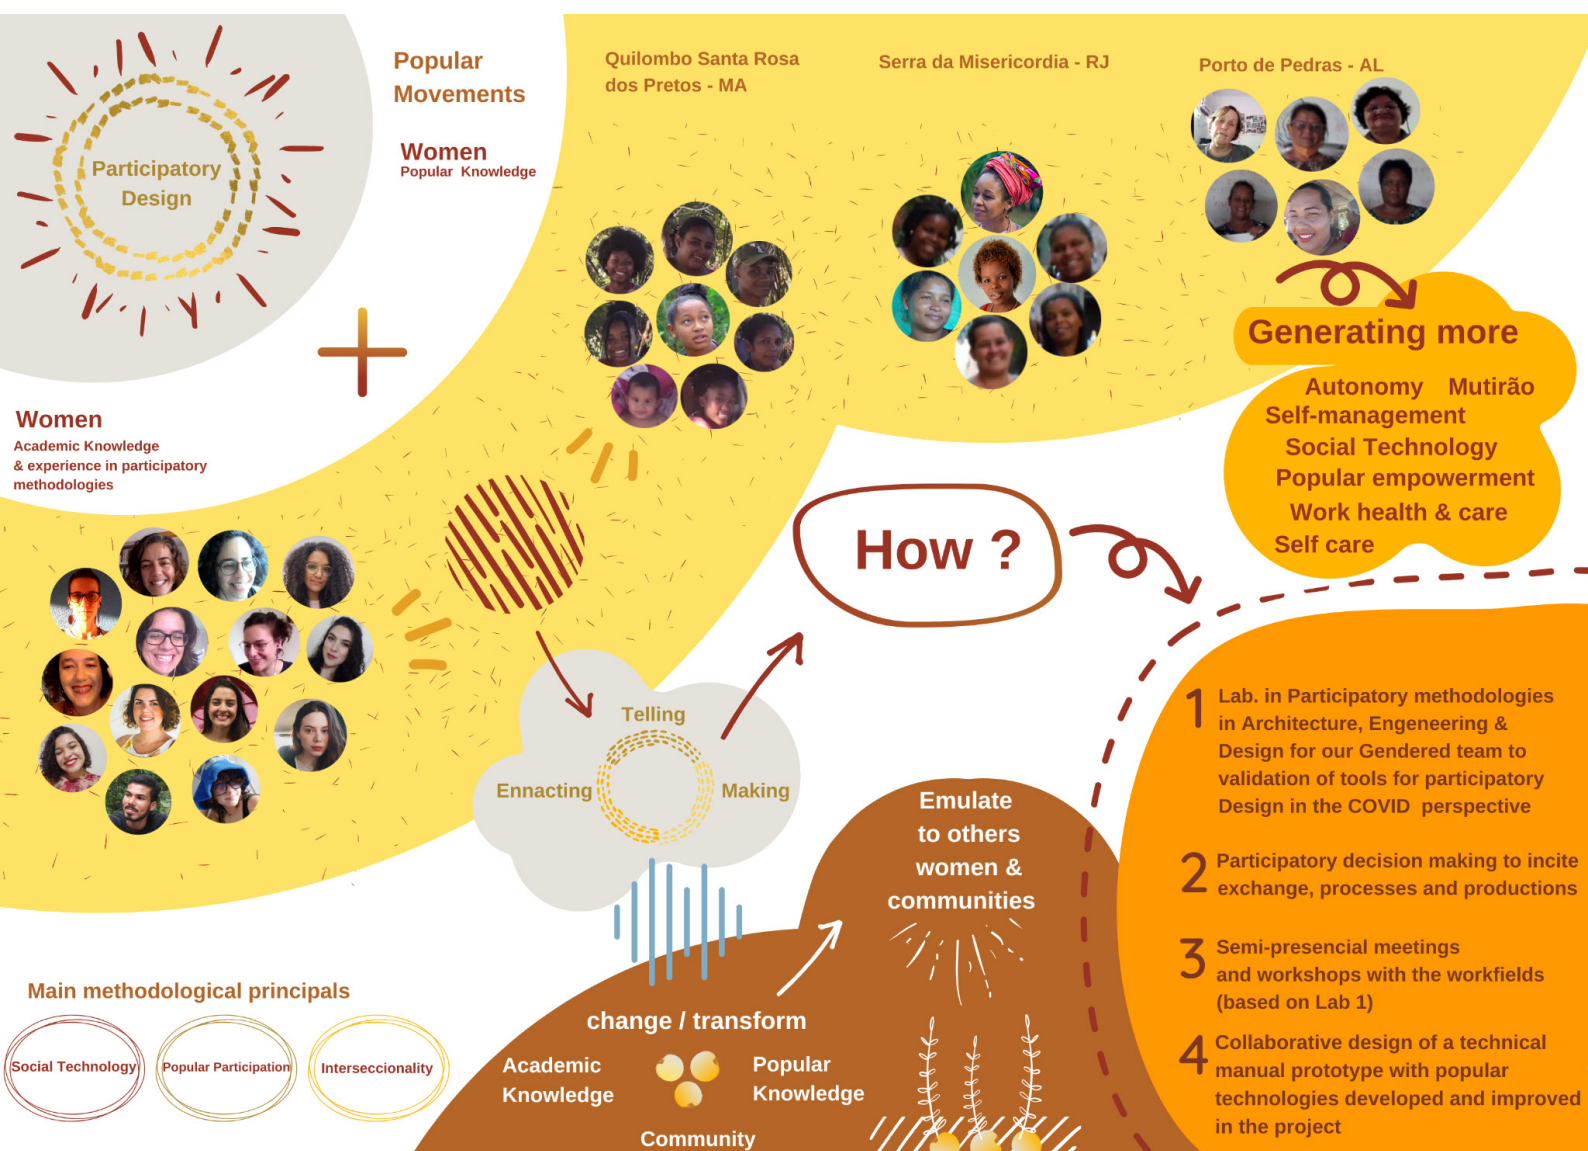 Participatory
Design
Popular
Movements
Women
Popular Knowledge
Quilombo Santa Rosa
dos Pretos - MA
Serra da Misericordia - RJ
Porto de Pedras - AL
Women
Academic Knowledge
& experience in participatory
methodologies
Generating more
Autonomy Mutirão
Self-management
Social Technology
Popular empowerment
Work health & care
Self care
How ?
Telling
Ennacting
Making
Emulate
to others
women &
communities
change / transform
Academic
Knowledge
Popular
Knowledge
Community
Main methodological principals
Social Technology
Popular Participation
Interseccionality
1 Lab. in Participatory methodologies
in Architecture, Engeneering &
Design for our Gendered team to
validation of tools for participatory
Design in the COVID perspective
2 Participatory decision making to incite
exchange, processes and productions
3 Semi-presencial meetings
and workshops with the workfields
(based on Lab 1)
4 Collaborative design of a technical
manual prototype with popular
technologies developed and improved
in the project